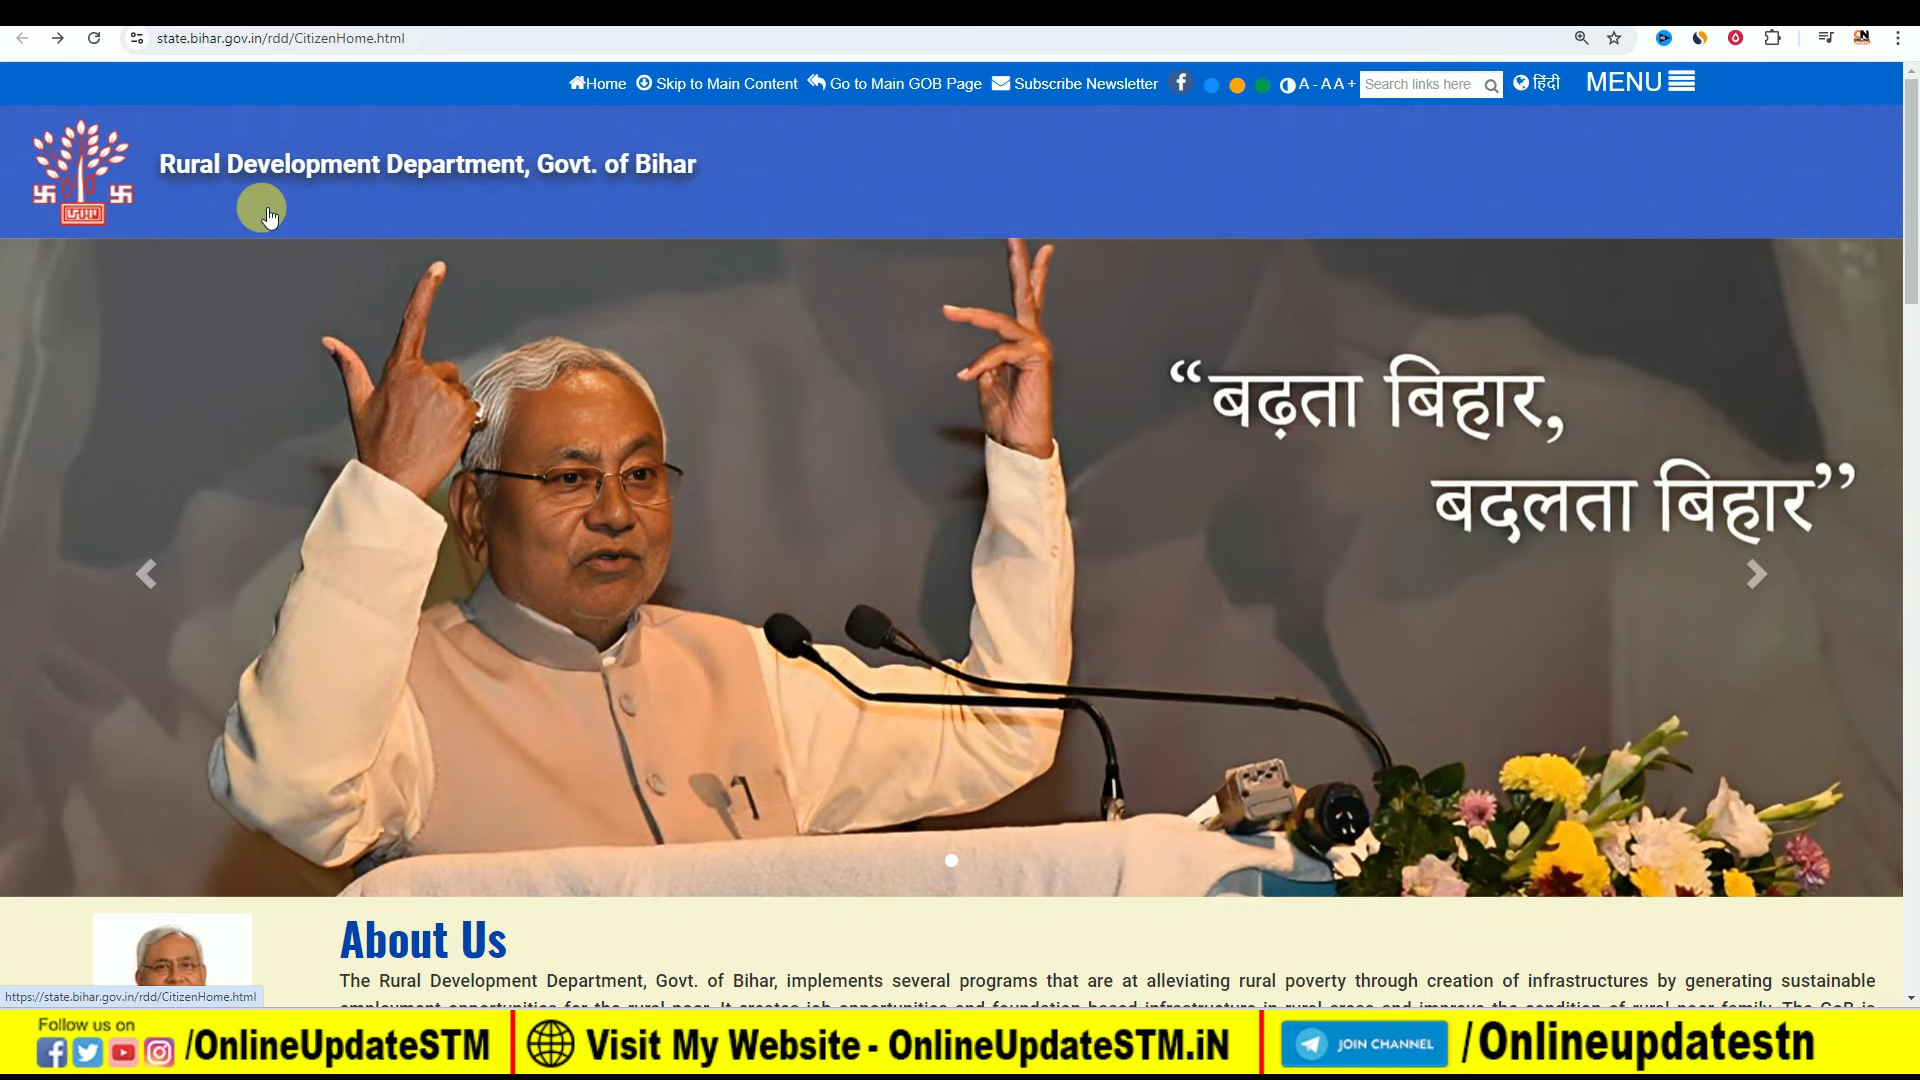 state.bihar.gov.in/rdd/CitizenHome.html
Home Skip to Main Content Go to Main GOB Page Subscribe Newsletter A - A A + Search links here हिंदी MENU
Rural Development Department, Govt. of Bihar
“बढ़ता बिहार,
बदलता बिहार”
About Us
The Rural Development Department, Govt. of Bihar, implements several programs that are at alleviating rural poverty through creation of infrastructures by generating sustainable
https://state.bihar.gov.in/rdd/CitizenHome.html
Follow us on
/OnlineUpdateSTM
Visit My Website - OnlineUpdateSTM.iN
JOIN CHANNEL
/Onlineupdatestn